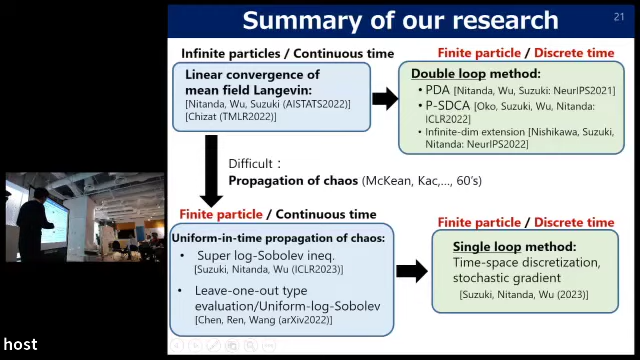 Summary of our research
21
Infinite particles / Continuous time
Linear convergence of
mean field Langevin:
[Nitanda, Wu, Suzuki (AISTATS2022)]
[Chizat (TMLR2022)]
Finite particle / Discrete time
Double loop method:
• PDA [Nitanda, Wu, Suzuki: NeurIPS2021]
• P-SDCA [Oko, Suzuki, Wu, Nitanda:
ICLR2022]
• Infinite-dim extension [Nishikawa, Suzuki,
Nitanda: NeurIPS2022]
Difficult：
Propagation of chaos (McKean, Kac,…, 60’s)
Finite particle / Continuous time
Uniform-in-time propagation of chaos:
• Super log-Sobolev ineq.
[Suzuki, Nitanda, Wu (ICLR2023)]
• Leave-one-out type
evaluation/Uniform-log-Sobolev
[Chen, Ren, Wang (arXiv2022)]
Finite particle / Discrete time
Single loop method:
Time-space discretization,
stochastic gradient
[Suzuki, Nitanda, Wu (2023)]
host